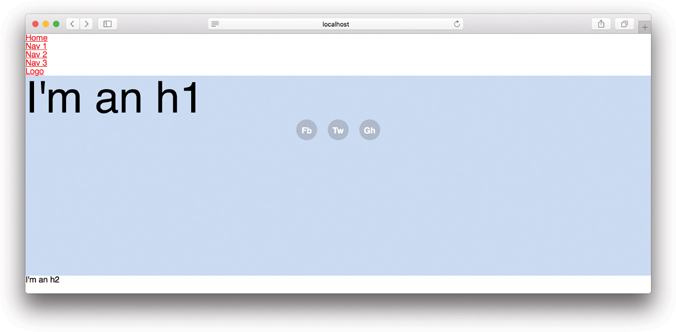 localhost
Home
Nav 1
Nav 2
Nav 3
Logo
I'm an h1
Fb Tw Gh
I'm an h2